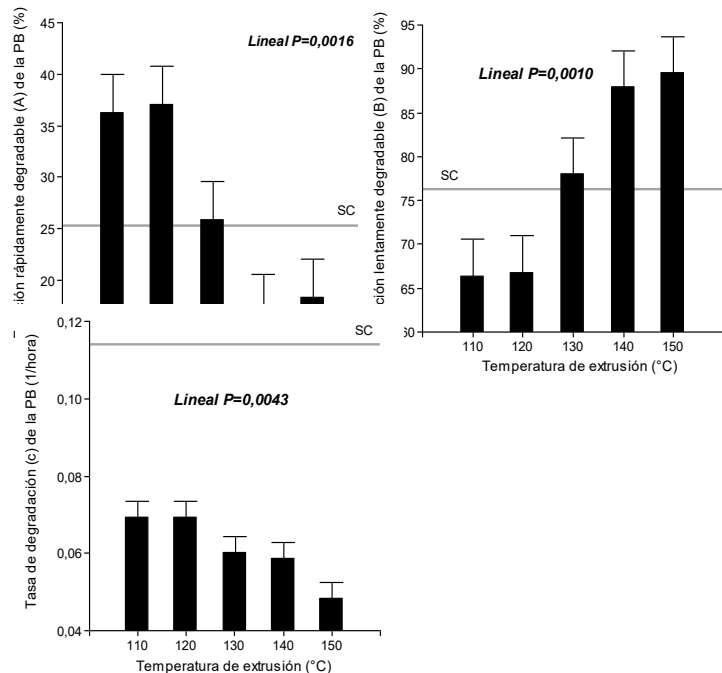 ción rápidamente degradable (A) de la PB (%)
45
40
35
30
25
20
Lineal P=0,0016
SC
ción lentamente degradable (B) de la PB (%)
95
90
85
80
75
70
65
60
Lineal P=0,0010
SC
110 120 130 140 150
Temperatura de extrusión (°C)
Tasa de degradación (c) de la PB (1/hora)
0,12
0,10
0,08
0,06
0,04
SC
Lineal P=0,0043
110 120 130 140 150
Temperatura de extrusión (°C)